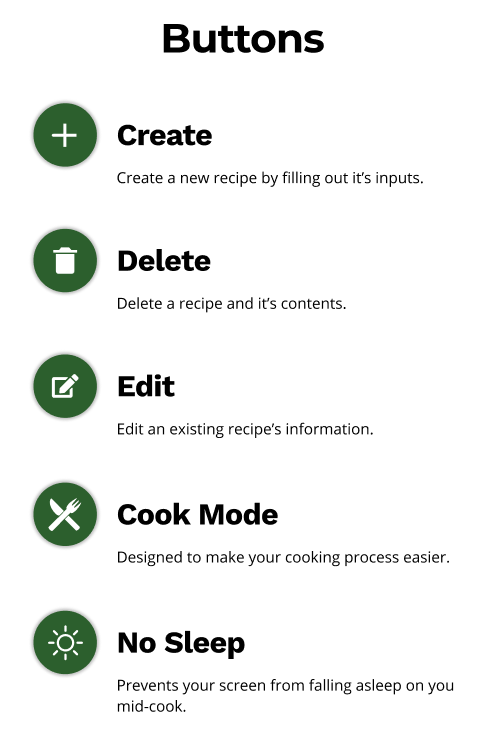 Buttons
Create
Create a new recipe by filling out it’s inputs.
Delete
Delete a recipe and it’s contents.
Edit
Edit an existing recipe’s information.
Cook Mode
Designed to make your cooking process easier.
No Sleep
Prevents your screen from falling asleep on you
mid-cook.